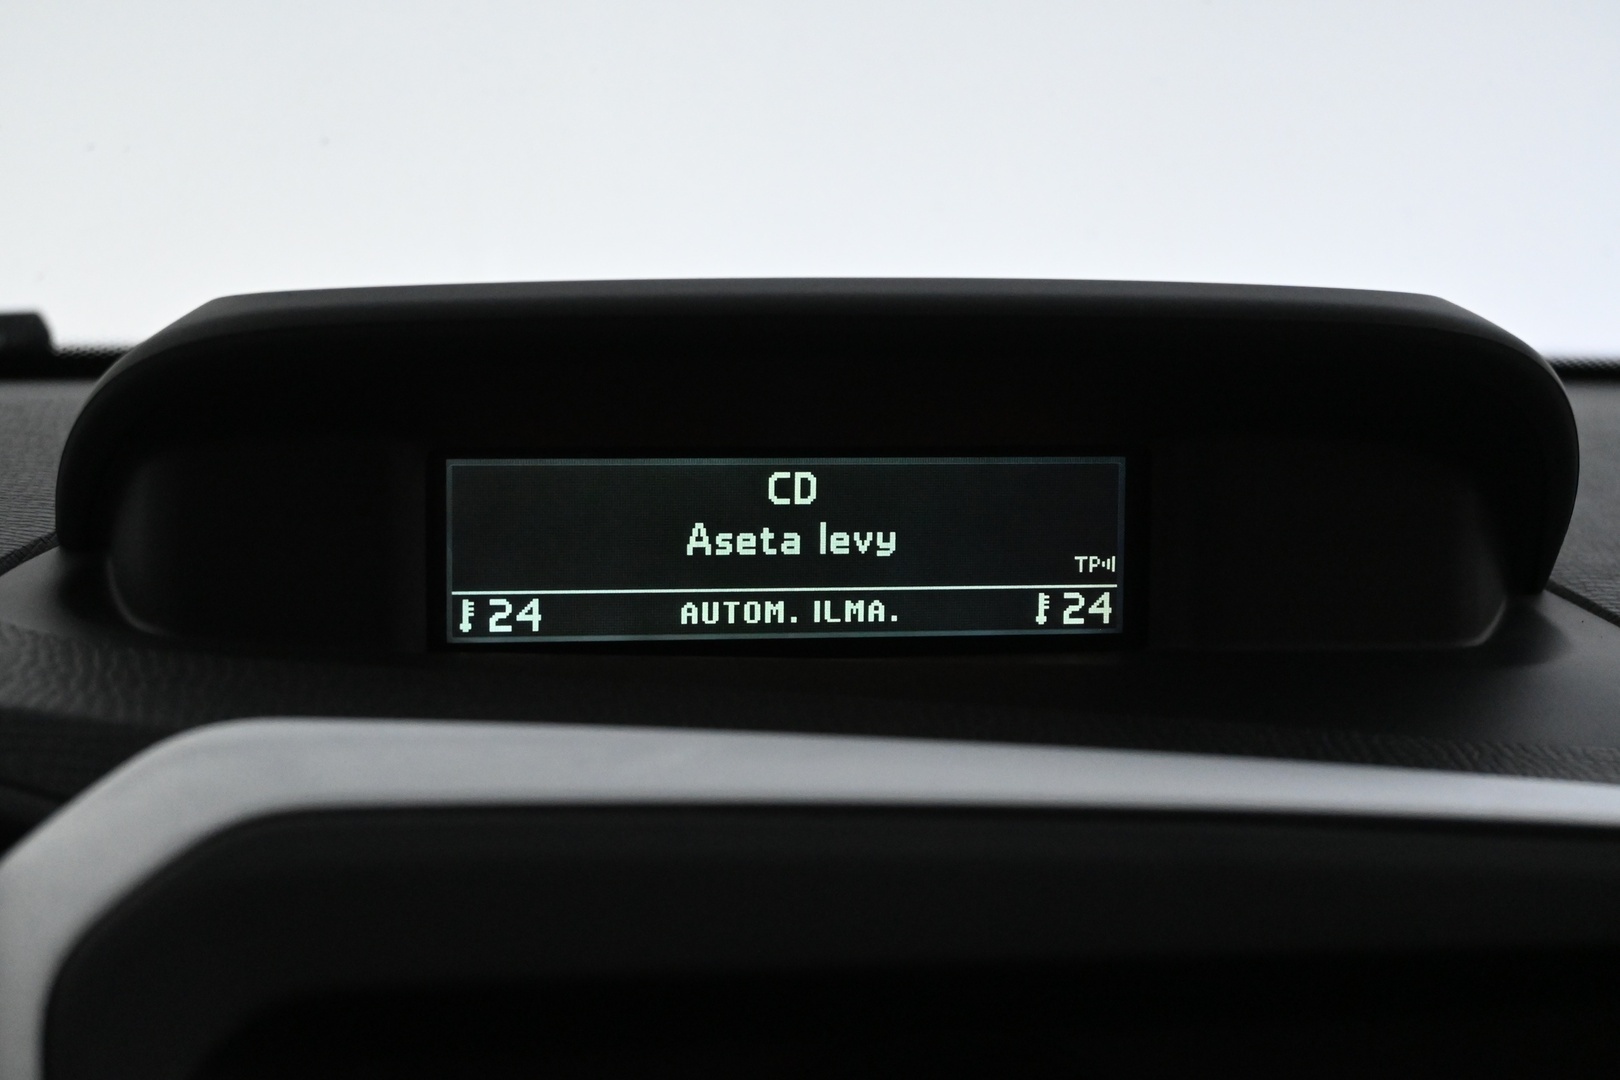 CD
Aseta levy
TP
24 AUTOM. ILMA. 24